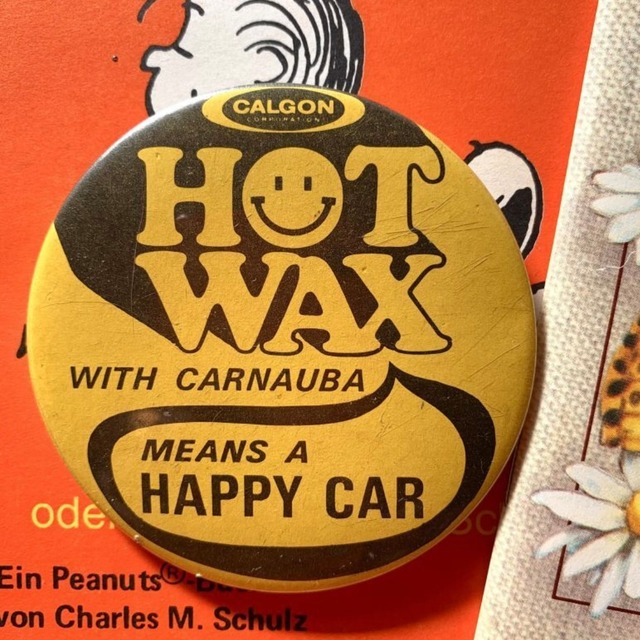 CALGON
CORPORATION
HOT
WAX
WITH CARNAUBA
MEANS A
HAPPY CAR
Ein Peanuts®-
von Charles M. Schulz